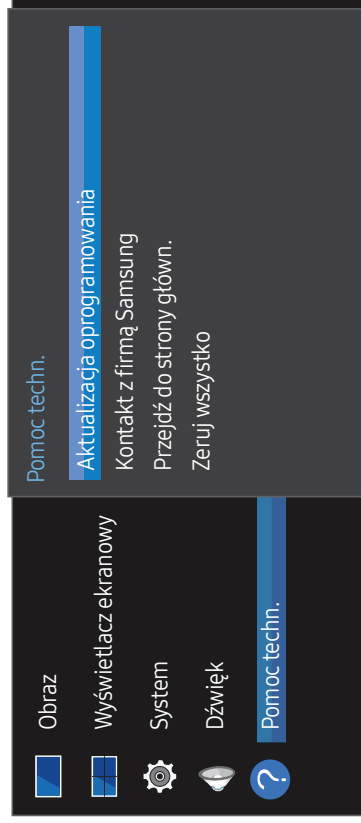 Obraz
Wyświetlacz ekranowy
System
Dźwięk
Pomoc techn.
Pomoc techn.
Aktualizacja oprogramowania
Kontakt z firmą Samsung
Przejdź do strony główn.
Zeruj wszystko